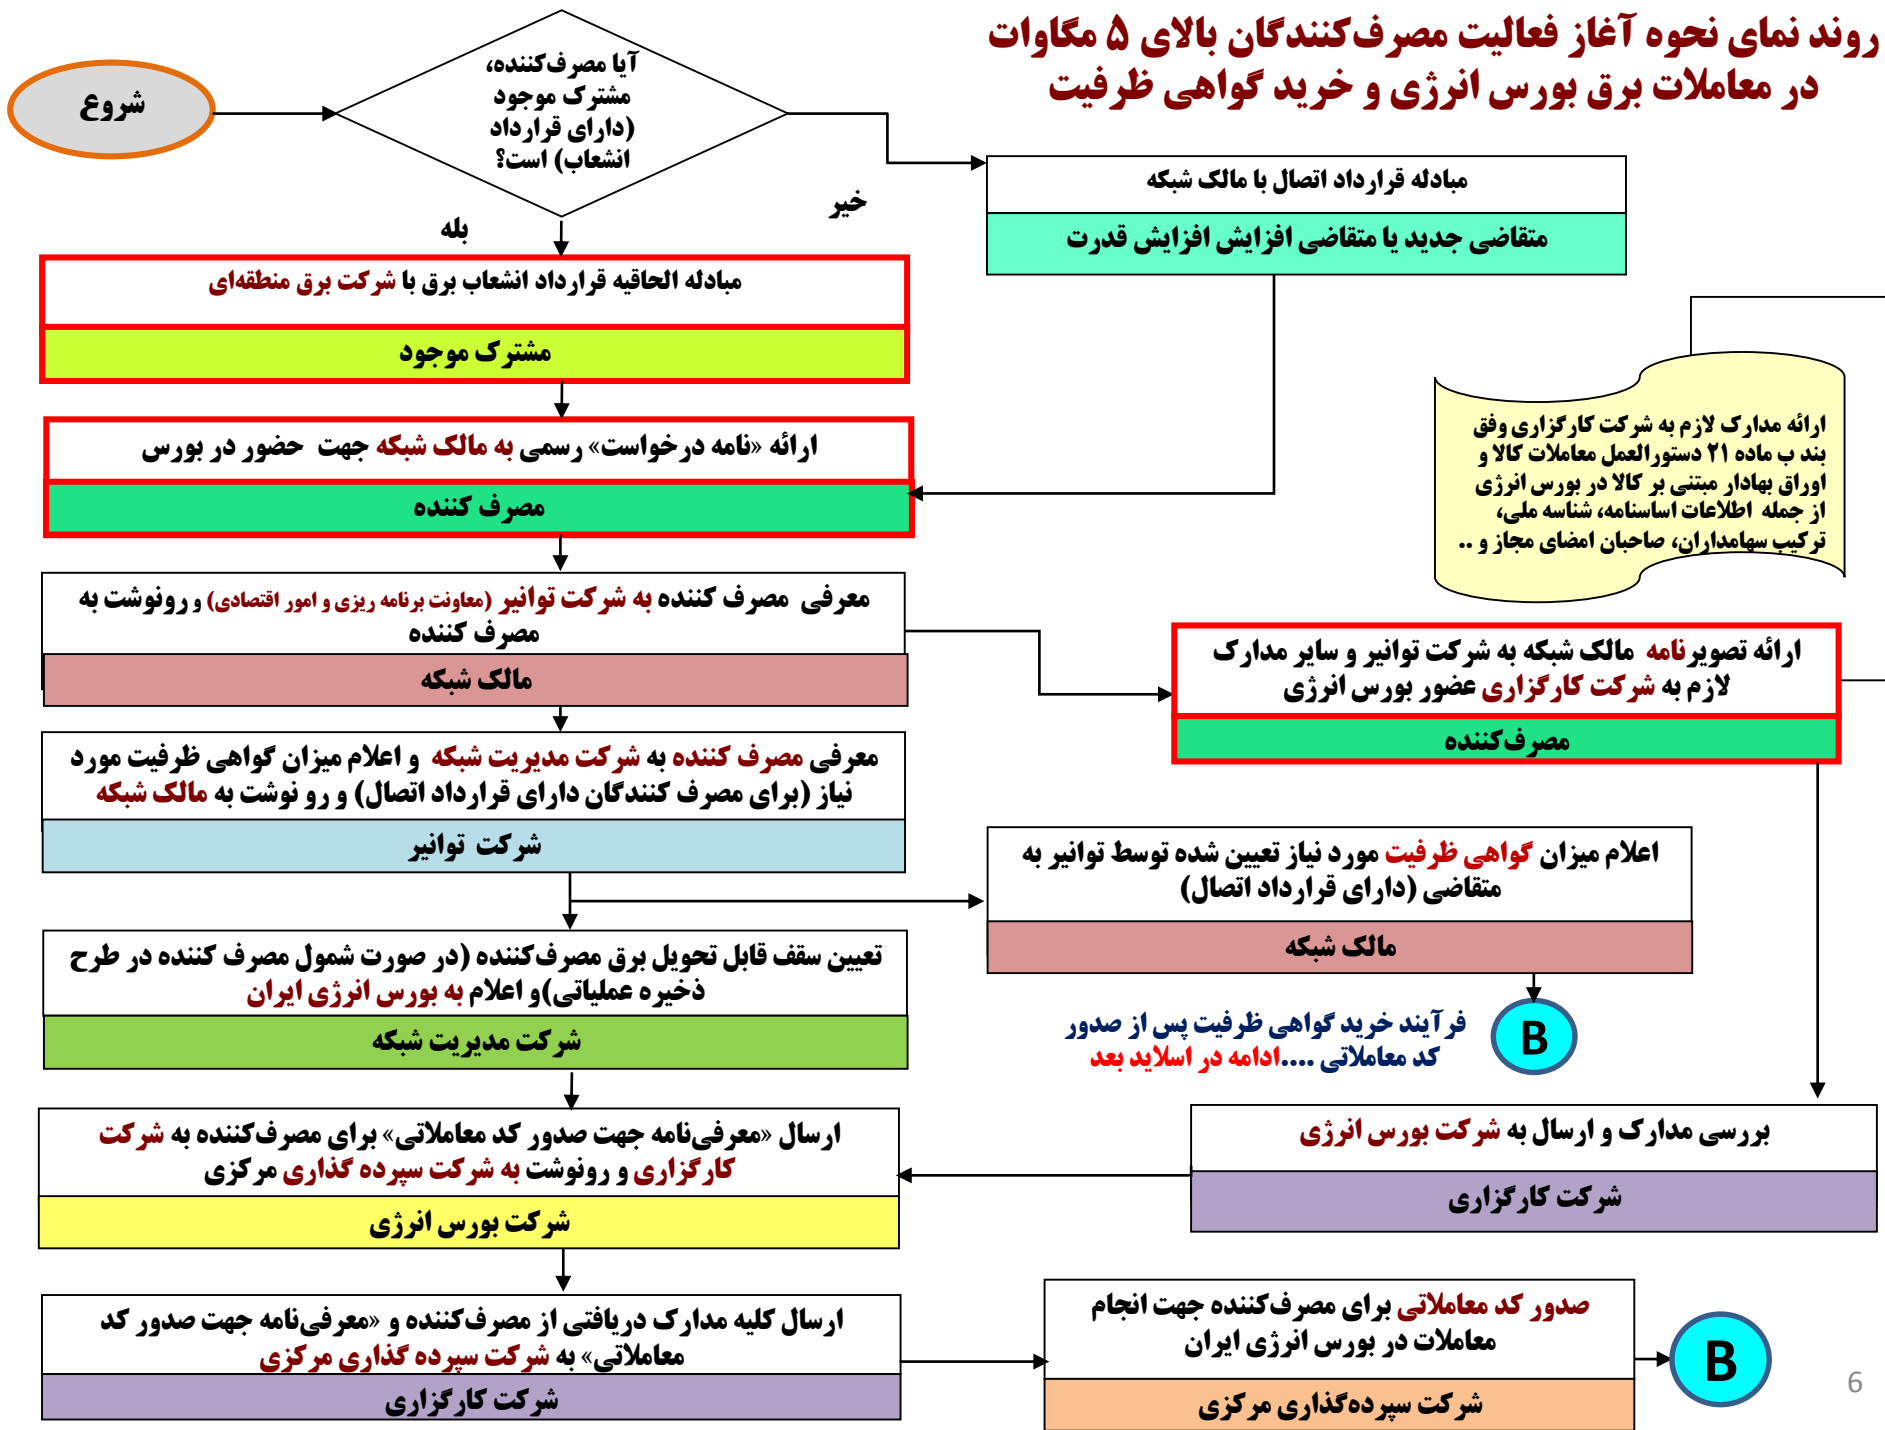 روند نمای نحوه آغاز فعالیت مصرف‌کنندگان بالای ۵ مگاوات
در معاملات برق بورس انرژی و خرید گواهی ظرفیت
شروع
آیا مصرف‌کننده،
مشترک موجود
(دارای قرارداد
انشعاب) است؟
خیر
بله
مبادله قرارداد اتصال با مالک شبکه
متقاضی جدید یا متقاضی افزایش افزایش قدرت
مبادله الحاقیه قرارداد انشعاب برق با شرکت برق منطقه‌ای
مشترک موجود
ارائه «نامه درخواست» رسمی به مالک شبکه جهت حضور در بورس
مصرف کننده
ارائه مدارک لازم به شرکت کارگزاری وفق
بند ب ماده ۲۱ دستورالعمل معاملات کالا و
اوراق بهادار مبتنی بر کالا در بورس انرژی
از جمله اطلاعات اساسنامه، شناسه ملی،
ترکیب سهامداران، صاحبان امضای مجاز و ..
معرفی مصرف کننده به شرکت توانیر (معاونت برنامه ریزی و امور اقتصادی) و رونوشت به
مصرف کننده
مالک شبکه
ارائه تصویرنامه مالک شبکه به شرکت توانیر و سایر مدارک
لازم به شرکت کارگزاری عضور بورس انرژی
مصرف‌کننده
معرفی مصرف کننده به شرکت مدیریت شبکه و اعلام میزان گواهی ظرفیت مورد
نیاز (برای مصرف کنندگان دارای قرارداد اتصال) و رو نوشت به مالک شبکه
شرکت توانیر
اعلام میزان گواهی ظرفیت مورد نیاز تعیین شده توسط توانیر به
متقاضی (دارای قرارداد اتصال)
مالک شبکه
تعیین سقف قابل تحویل برق مصرف‌کننده (در صورت شمول مصرف کننده در طرح
ذخیره عملیاتی)و اعلام به بورس انرژی ایران
شرکت مدیریت شبکه
B
فرآیند خرید گواهی ظرفیت پس از صدور
کد معاملاتی ....ادامه در اسلاید بعد
ارسال «معرفی‌نامه جهت صدور کد معاملاتی» برای مصرف‌کننده به شرکت
کارگزاری و رونوشت به شرکت سپرده گذاری مرکزی
شرکت بورس انرژی
بررسی مدارک و ارسال به شرکت بورس انرژی
شرکت کارگزاری
ارسال کلیه مدارک دریافتی از مصرف‌کننده و «معرفی‌نامه جهت صدور کد
معاملاتی» به شرکت سپرده گذاری مرکزی
شرکت کارگزاری
صدور کد معاملاتی برای مصرف‌کننده جهت انجام
معاملات در بورس انرژی ایران
شرکت سپرده‌گذاری مرکزی
B
6